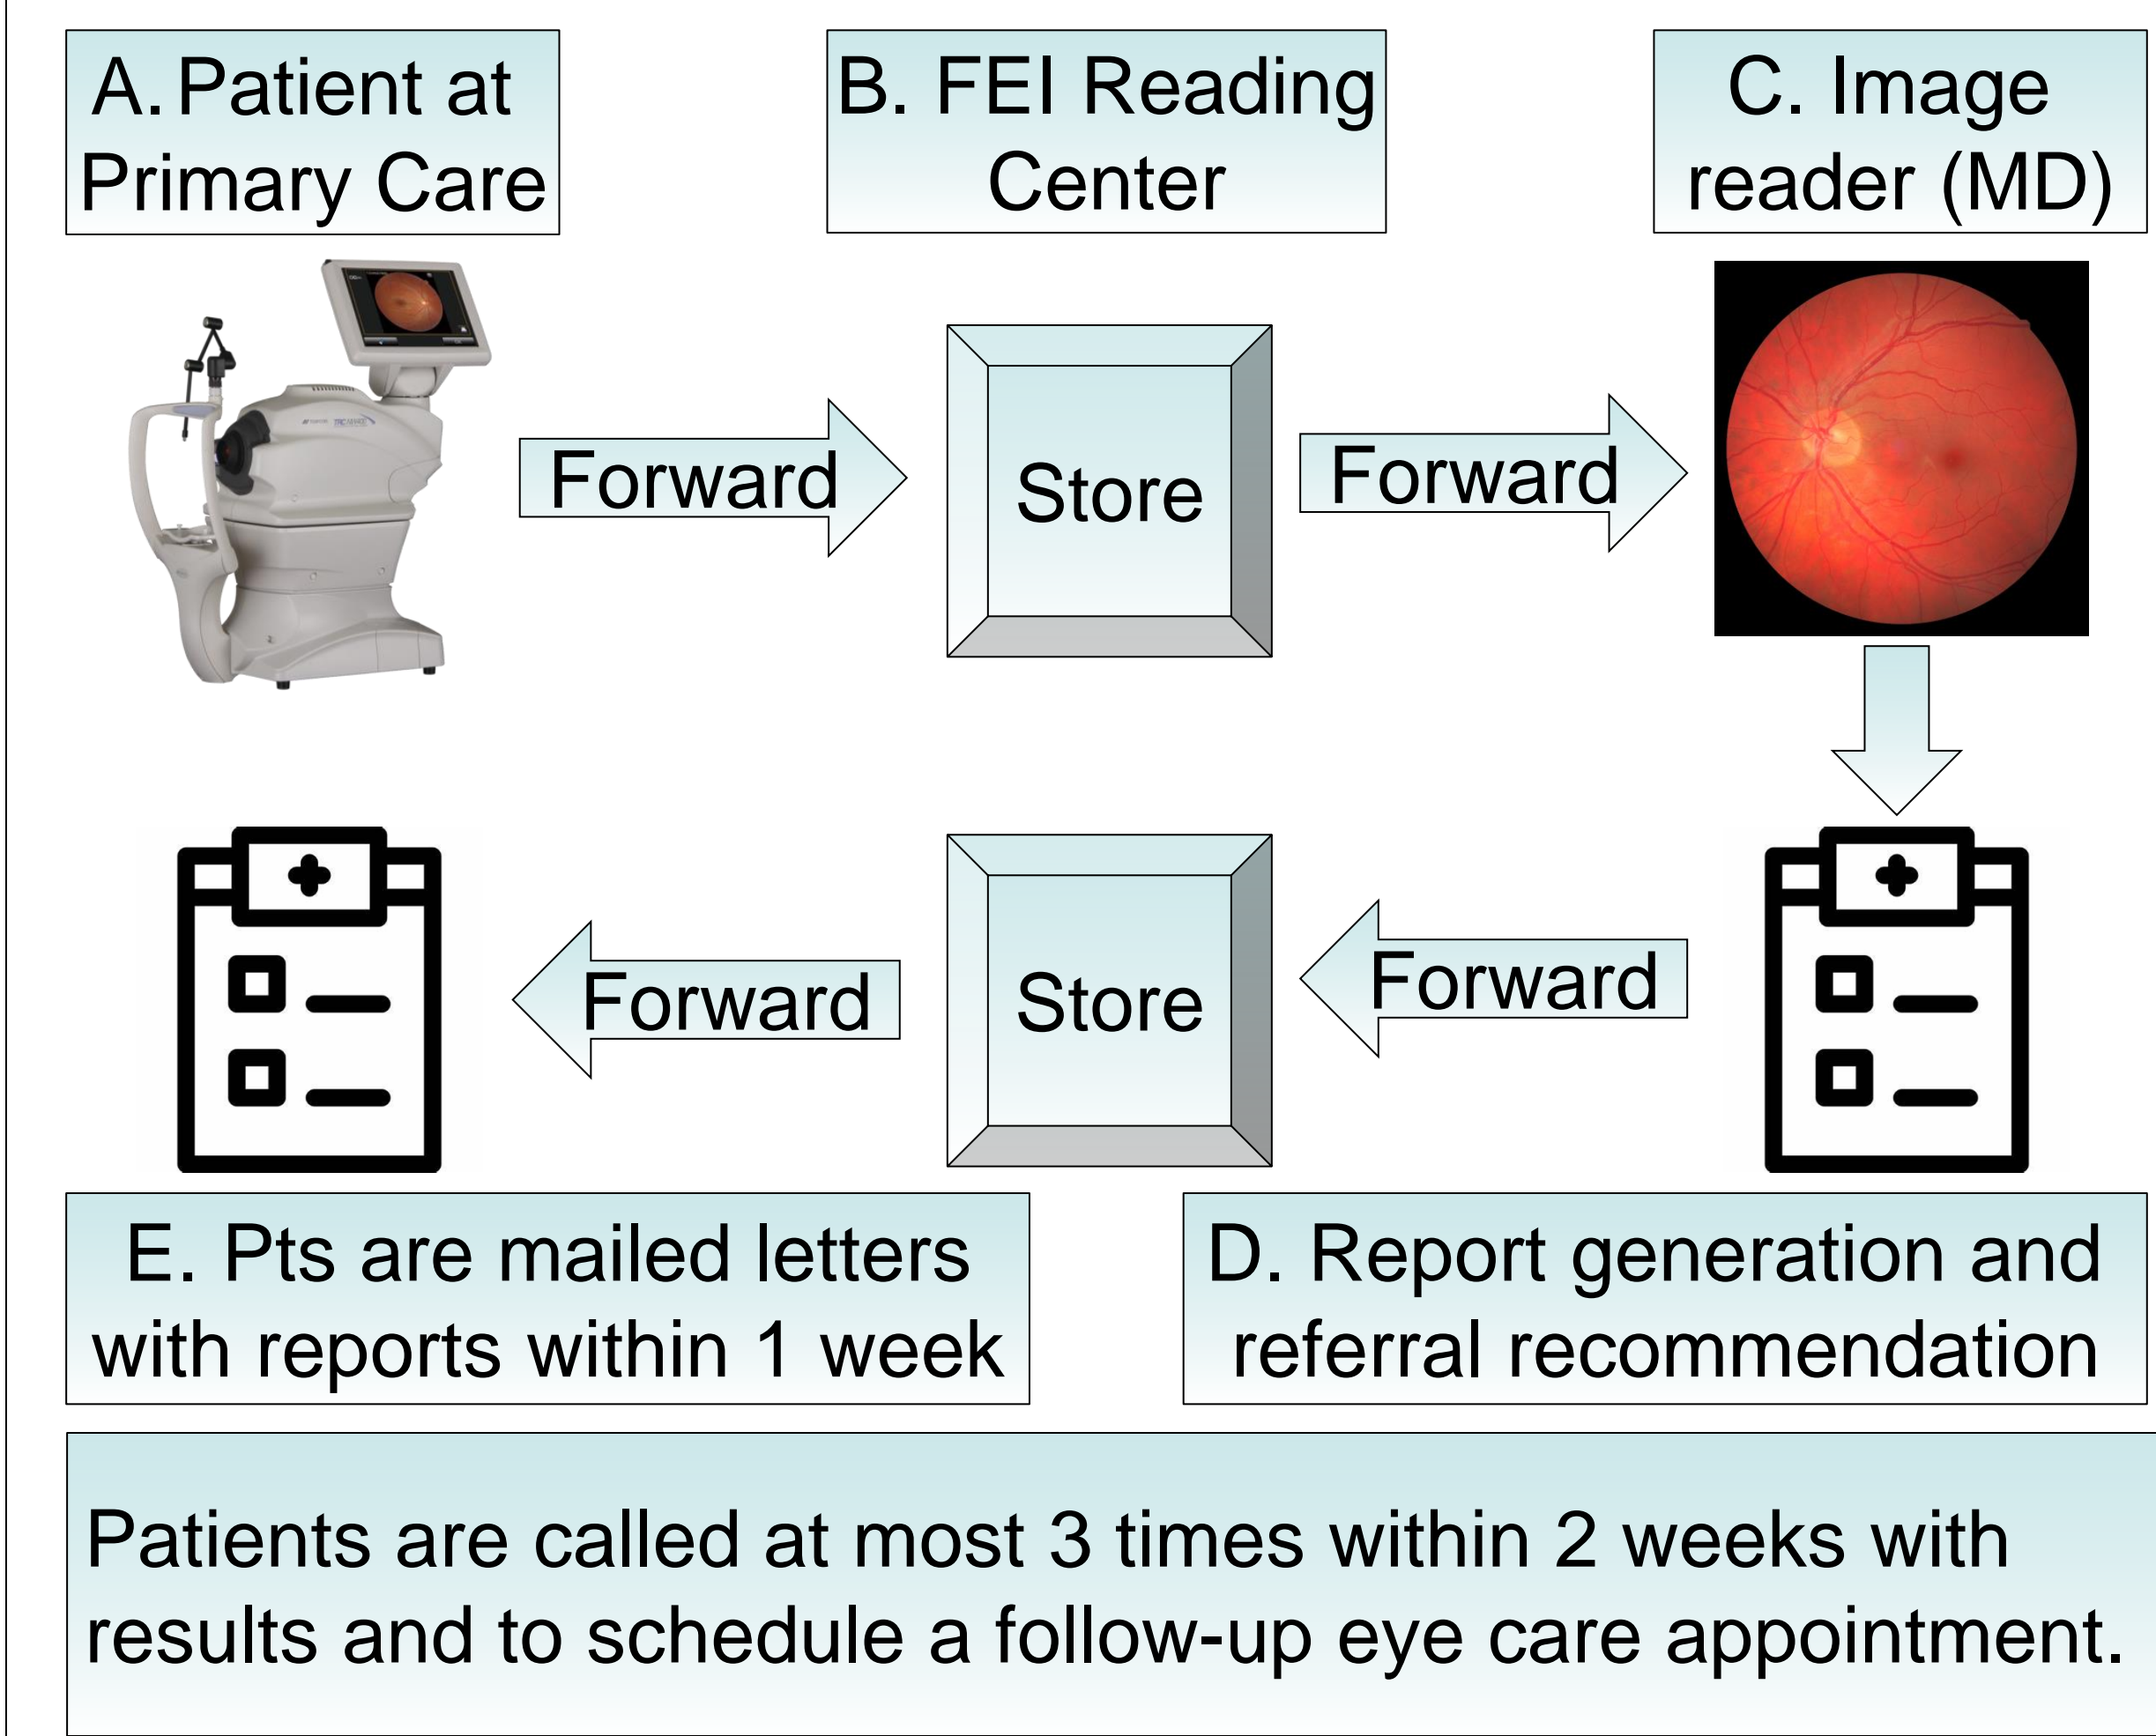 A. Patient at
Primary Care
B. FEI Reading
Center
C. Image
reader (MD)
Forward
Store
Forward
Forward
Store
Forward
E. Pts are mailed letters
with reports within 1 week
D. Report generation and
referral recommendation
Patients are called at most 3 times within 2 weeks with
results and to schedule a follow-up eye care appointment.